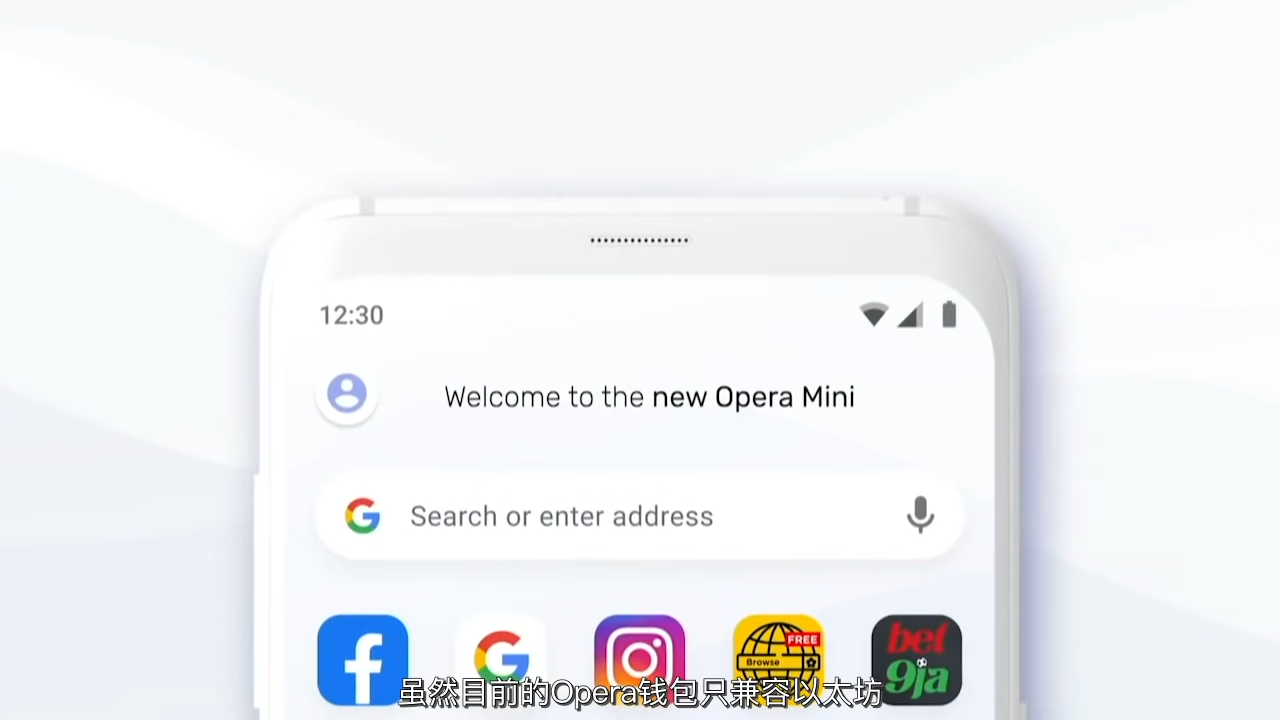 12:30
Welcome to the new Opera Mini
Search or enter address
FREE
Browse
bet
9ja
虽然目前的Opera钱包只兼容以太坊